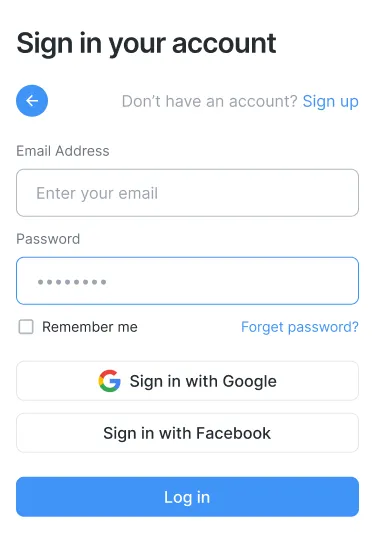 Sign in your account
Don’t have an account? Sign up
Email Address
Enter your email
Password
Remember me
Forget password?
Sign in with Google
Sign in with Facebook
Log in